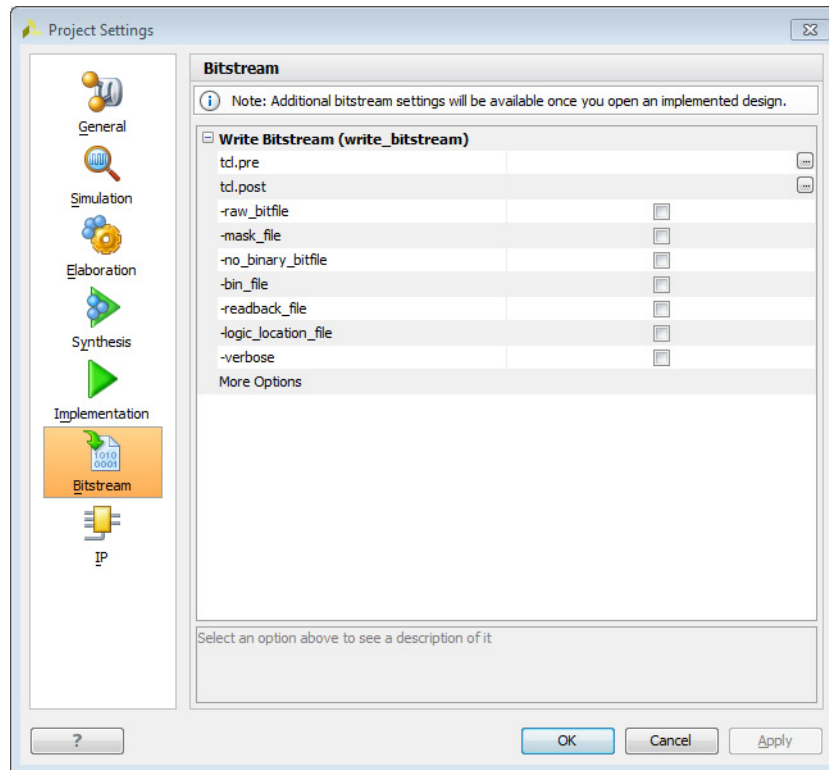 Project Settings
General
Simulation
Elaboration
Synthesis
Implementation
1010
0001
Bitstream
IP
Bitstream
Note: Additional bitstream settings will be available once you open an implemented design.
Write Bitstream (write_bitstream)
tcl.pre
...
tcl.post
...
-raw_bitfile
-mask_file
-no_binary_bitfile
-bin_file
-readback_file
-logic_location_file
-verbose
More Options
Select an option above to see a description of it
?
OK
Cancel
Apply